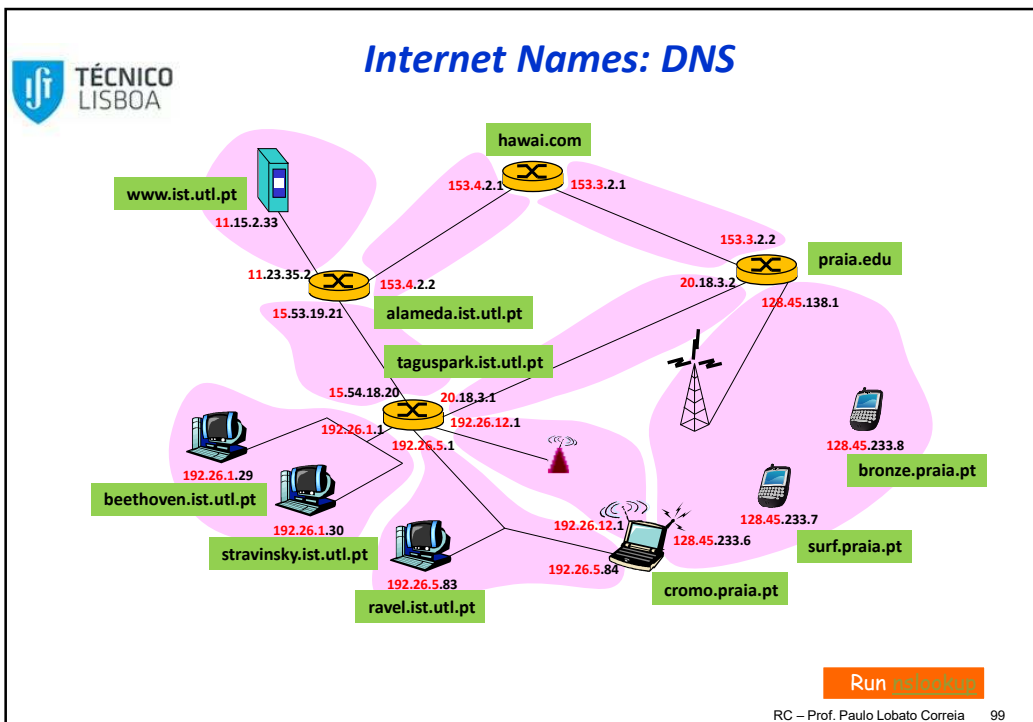 Internet Names: DNS
TÉCNICO
LISBOA
hawai.com
153.4.2.1
153.3.2.1
www.ist.utl.pt
11.15.2.33
153.3.2.2
praia.edu
11.23.35.2
153.4.2.2
20.18.3.2
128.45.138.1
15.53.19.21
alameda.ist.utl.pt
taguspark.ist.utl.pt
15.54.18.20
20.18.3.1
192.26.12.1
192.26.1.1
192.26.5.1
128.45.233.8
bronze.praia.pt
192.26.1.29
beethoven.ist.utl.pt
192.26.1.30
stravinsky.ist.utl.pt
192.26.12.1
128.45.233.7
surf.praia.pt
128.45.233.6
192.26.5.84
cromo.praia.pt
192.26.5.83
ravel.ist.utl.pt
Run nslookup
RC – Prof. Paulo Lobato Correia 99